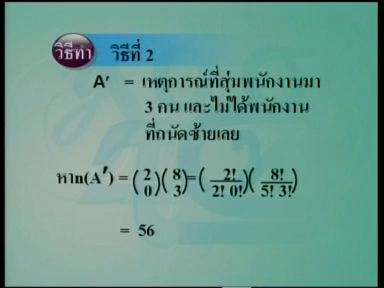 วิธีทำ วิธีที่ 2
A′ = เหตุการณ์ที่สุ่มพนักงานมา
3 คน และไม่ได้พนักงาน
ที่ถนัดซ้ายเลย
หาn(A′) = (2 0)(8 3) = (2!/2! 0!)(8!/5! 3!)
= 56